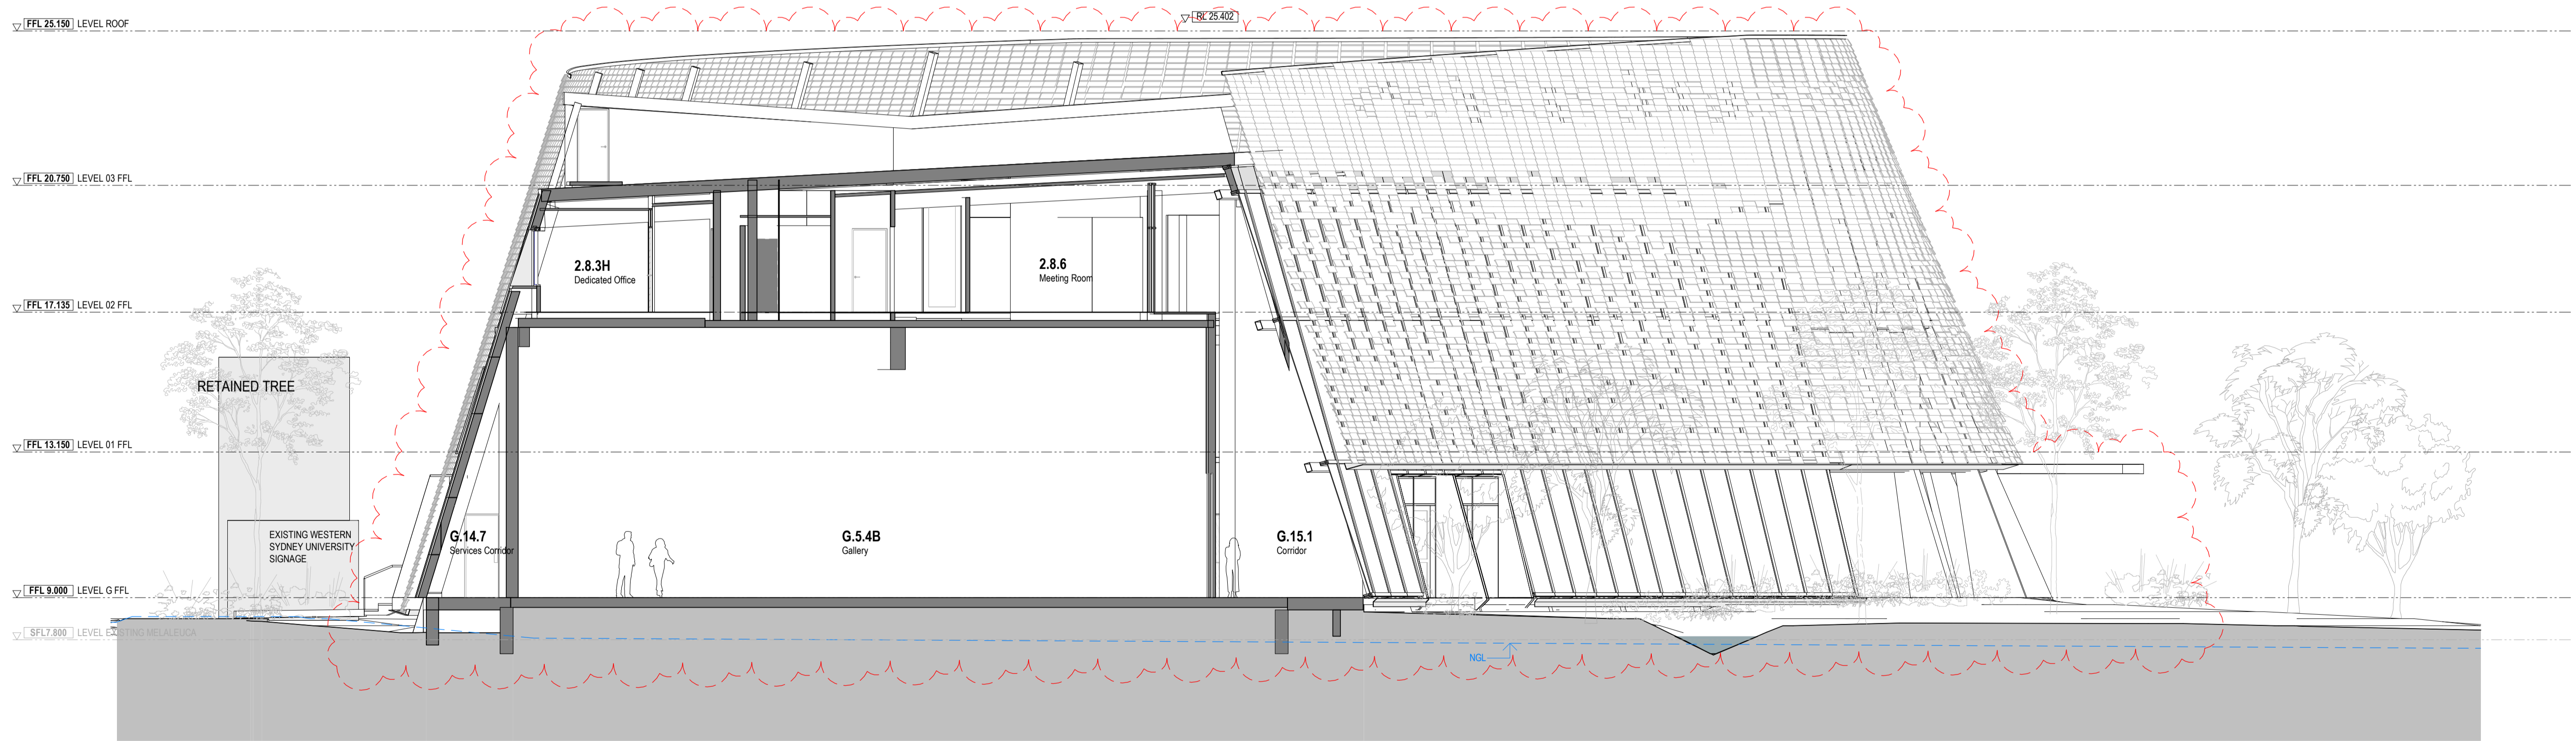 FFL 25.150 LEVEL ROOF
RL 25.402
FFL 20.750 LEVEL 03 FFL
2.8.3H
Dedicated Office
2.8.6
Meeting Room
FFL 17.135 LEVEL 02 FFL
RETAINED TREE
FFL 13.150 LEVEL 01 FFL
EXISTING WESTERN
SYDNEY UNIVERSITY
SIGNAGE
G.14.7
Services Corridor
G.5.4B
Gallery
G.15.1
Corridor
FFL 9.000 LEVEL G FFL
SFL7.800 LEVEL EXISTING MELALEUCA
NGL